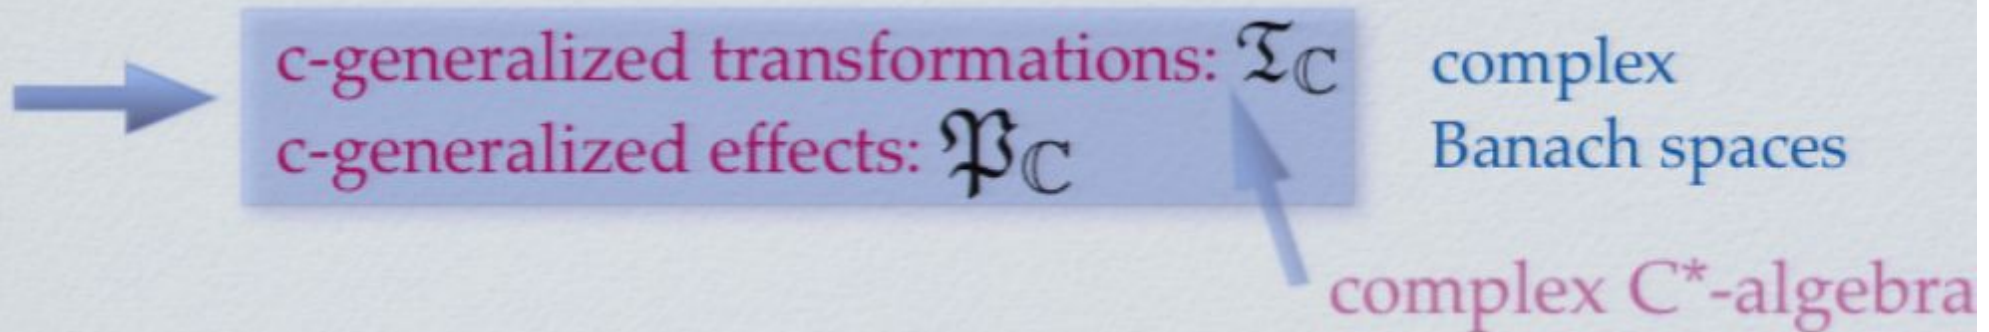 c-generalized transformations: 𝔗ℂ
complex
c-generalized effects: 𝔓ℂ
Banach spaces
complex C*-algebra